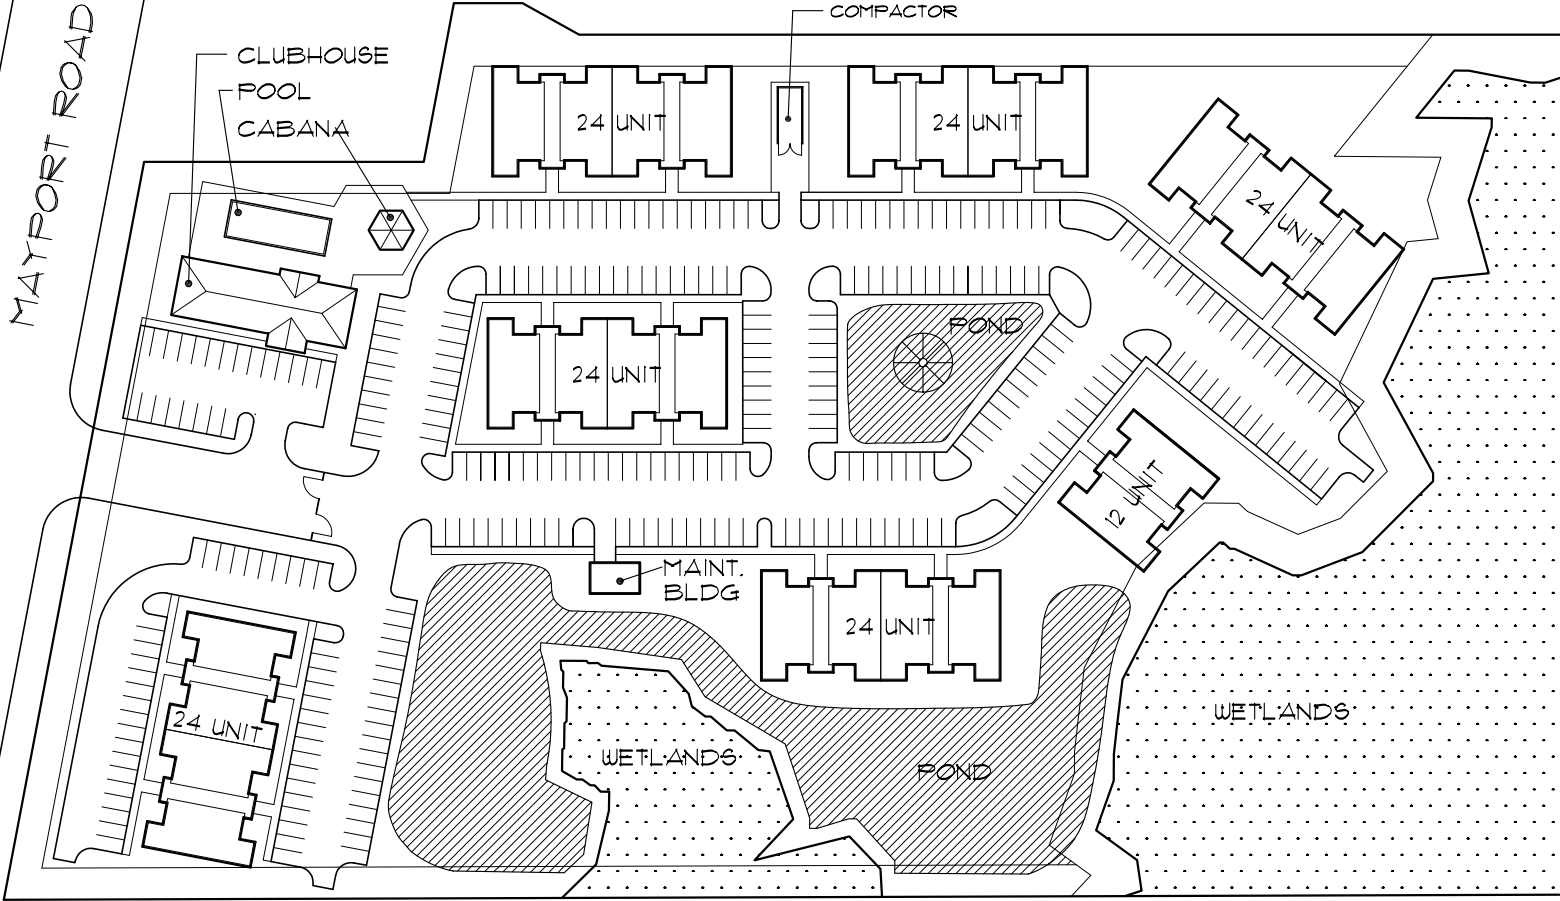 COMPACTOR
MAYPORT ROAD
CLUBHOUSE
POOL
CABANA
24 UNIT
24 UNIT
24 UNIT
POND
24 UNIT
12 UNIT
MAINT.
BLDG
24 UNIT
24 UNIT
WETLANDS
WETLANDS
POND